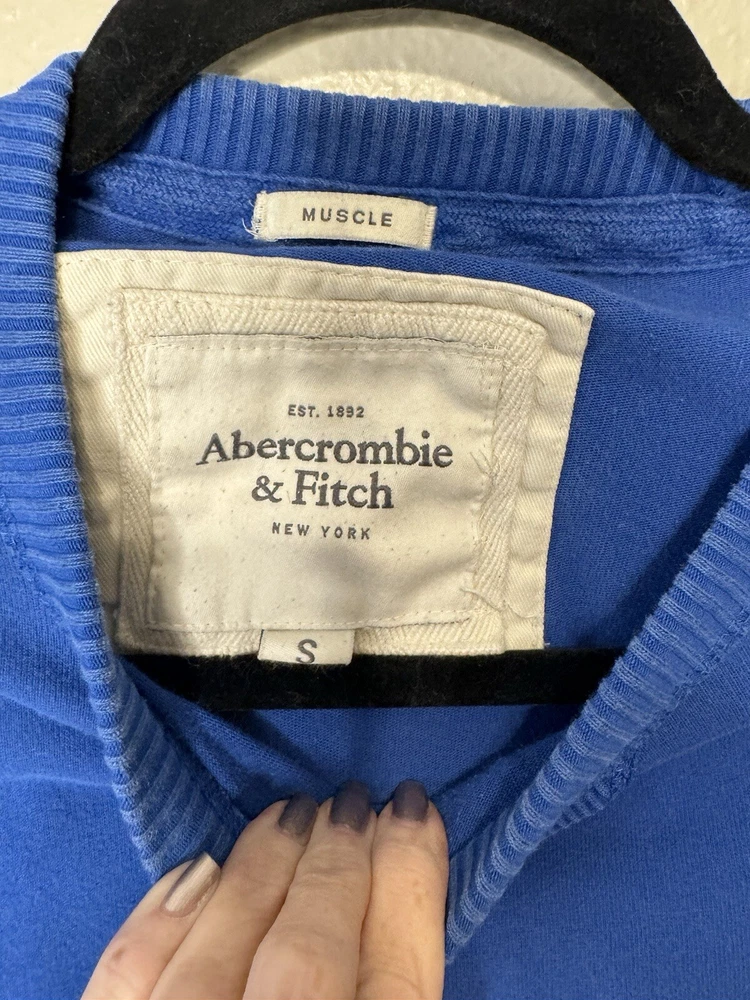 MUSCLE
EST. 1892
Abercrombie
& Fitch
NEW YORK
S